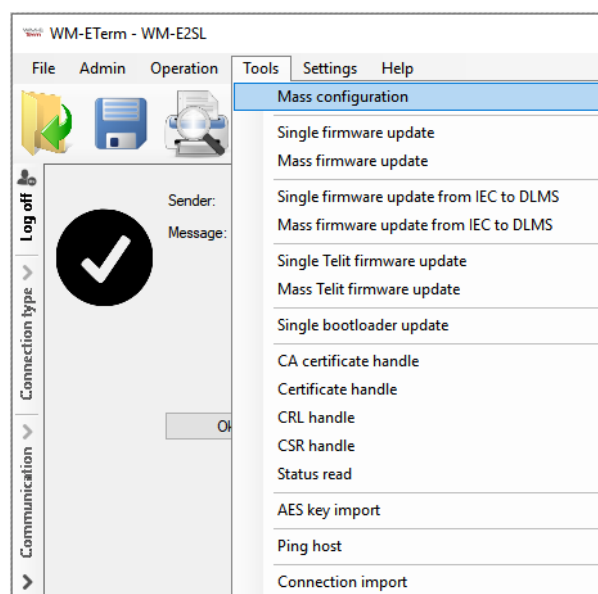 WM-ETerm - WM-E2SL
File Admin Operation Tools Settings Help
Mass configuration
Single firmware update
Mass firmware update
Single firmware update from IEC to DLMS
Mass firmware update from IEC to DLMS
Single Telit firmware update
Mass Telit firmware update
Single bootloader update
CA certificate handle
Certificate handle
CRL handle
CSR handle
Status read
AES key import
Ping host
Connection import
Log off
Connection type
Communication
Sender:
Message: